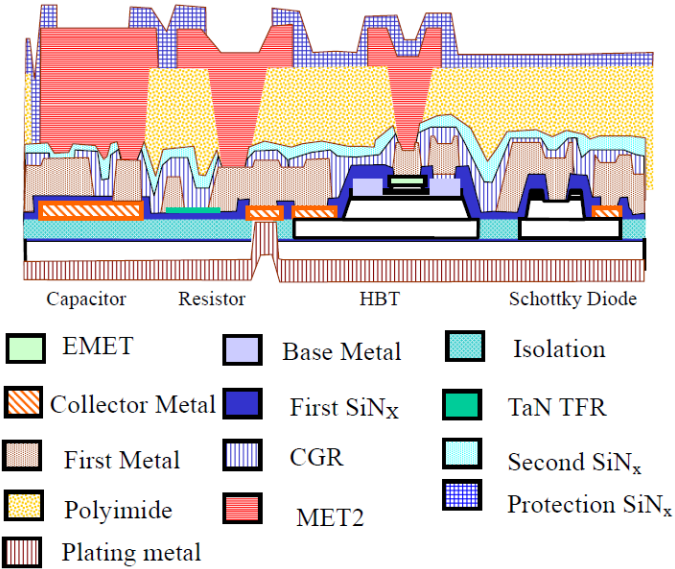 Capacitor Resistor HBT Schottky Diode
EMET Base Metal Isolation
Collector Metal First SiNX TaN TFR
First Metal CGR Second SiNx
Polyimide MET2 Protection SiNx
Plating metal